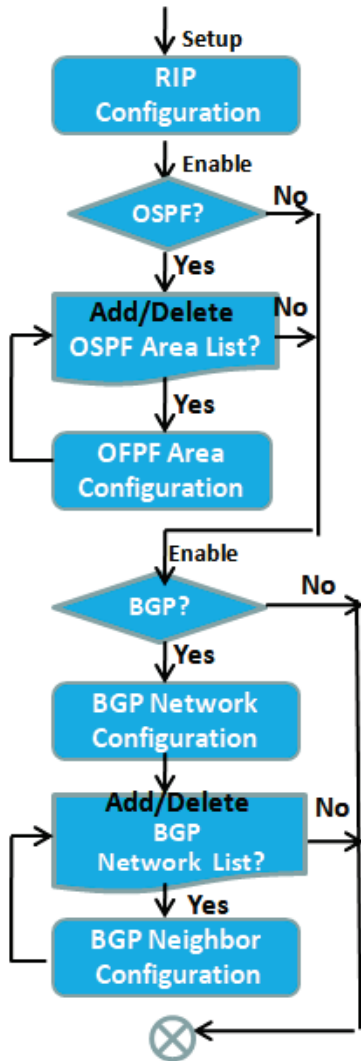 Setup
RIP
Configuration
Enable
OSPF?
No
Yes
Add/Delete
OSPF Area List?
No
Yes
OFPF Area
Configuration
Enable
BGP?
No
Yes
BGP Network
Configuration
Add/Delete
BGP
Network List?
No
Yes
BGP Neighbor
Configuration